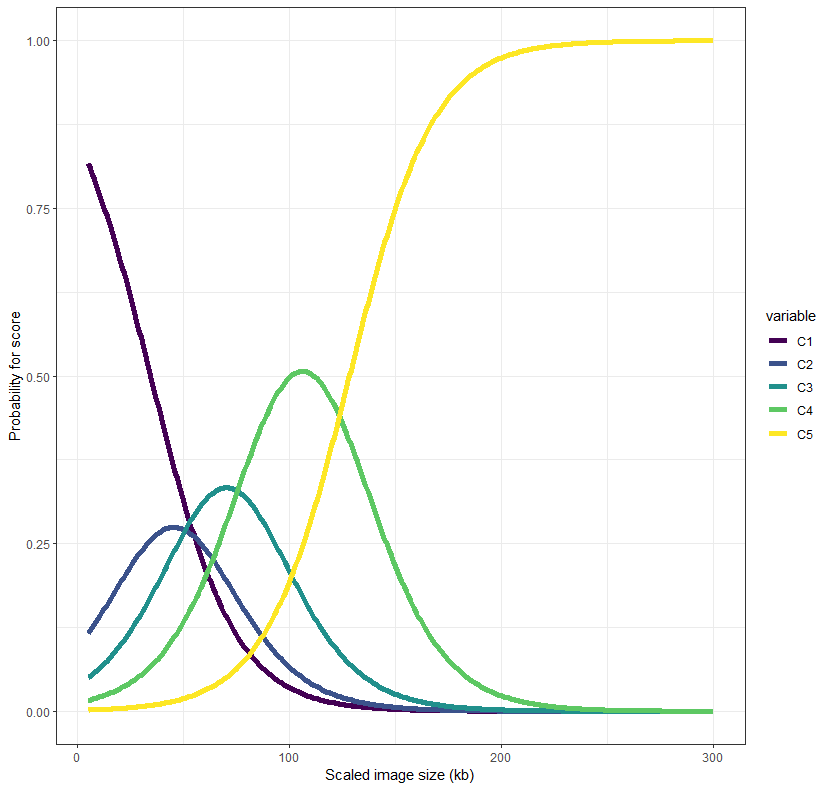 1.00
0.75
0.50
0.25
0.00
Probability for score
0
100
200
300
Scaled image size (kb)
variable
C1
C2
C3
C4
C5